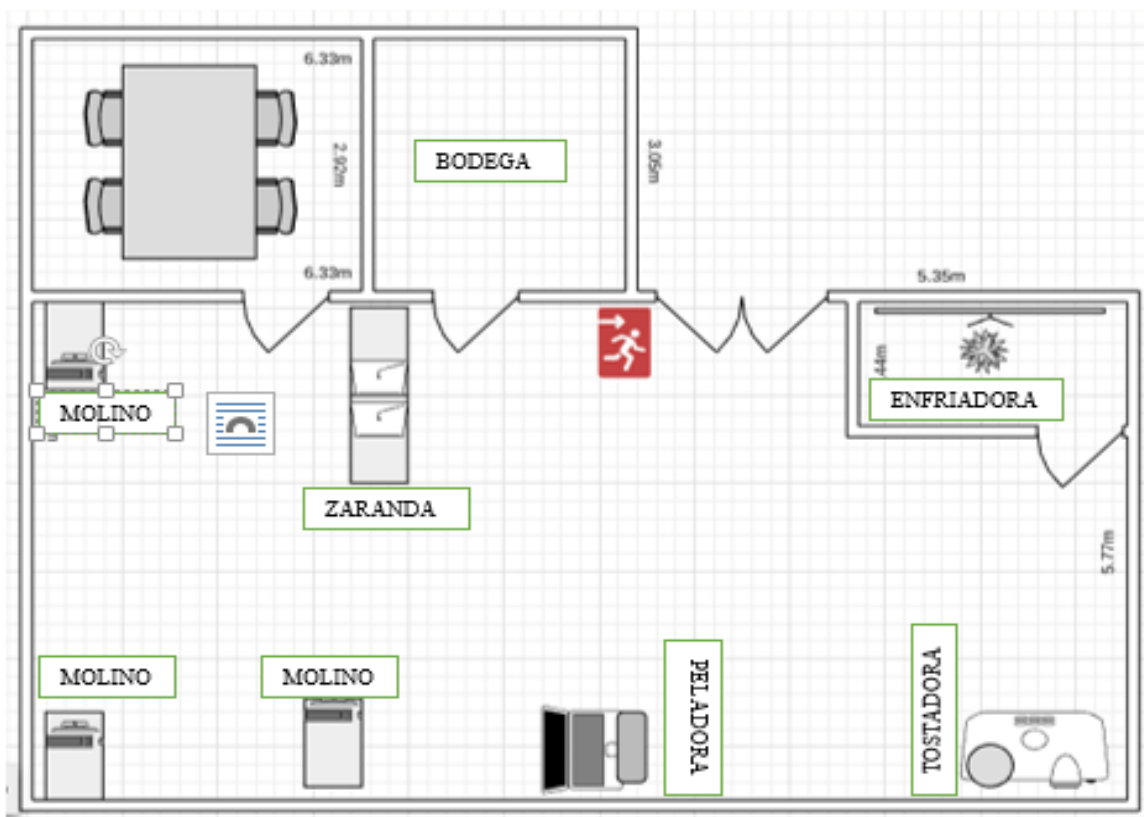 6.33m
2.92m
BODEGA
3.05m
6.33m
5.35m
.44m
ENFRIADORA
MOLINO
ZARANDA
5.77m
MOLINO
MOLINO
PELADORA
TOSTADORA